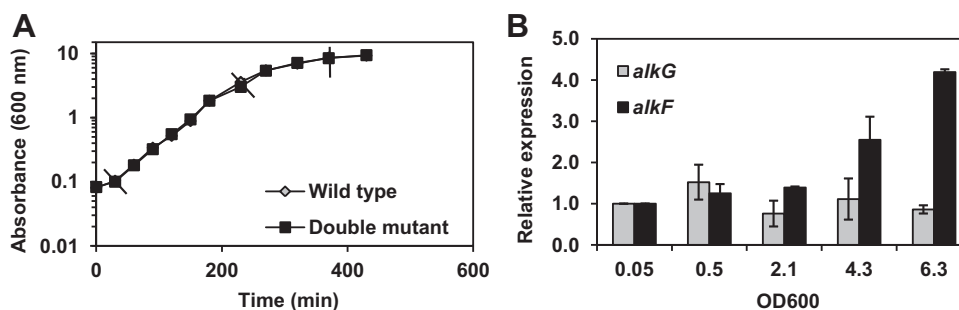 A
Absorbance (600 nm)
10
1
0.1
0.01
0
200
400
600
Time (min)
Wild type
Double mutant
B
Relative expression
5.0
4.0
3.0
2.0
1.0
0.0
alkG
alkF
0.05
0.5
2.1
4.3
6.3
OD600